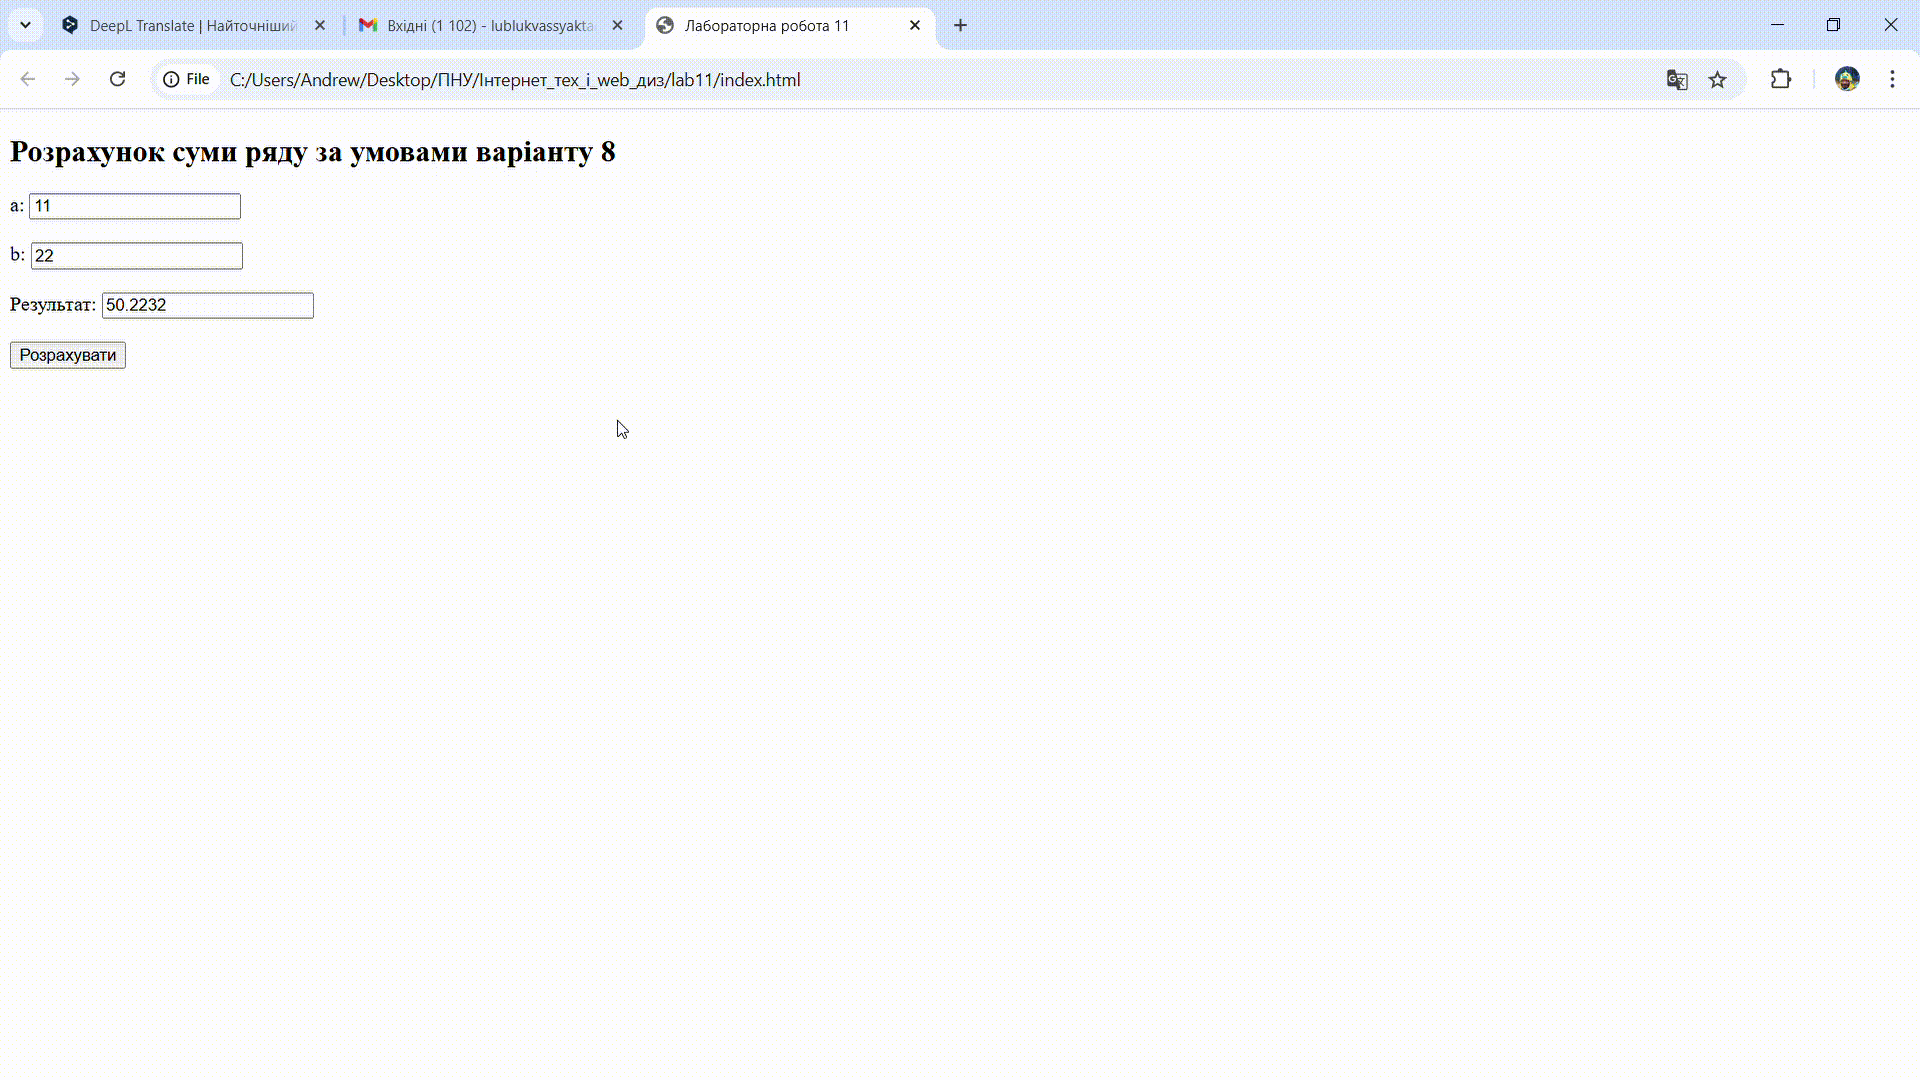 DeepL Translate | Найточніший
Вхідні (1 102) - lublukvassyakta
Лабораторна робота 11
File
C:/Users/Andrew/Desktop/ПНУ/Інтернет_тех_і_web_диз/lab11/index.html
Розрахунок суми ряду за умовами варіанту 8
a: 11
b: 22
Результат: 50.2232
Розрахувати